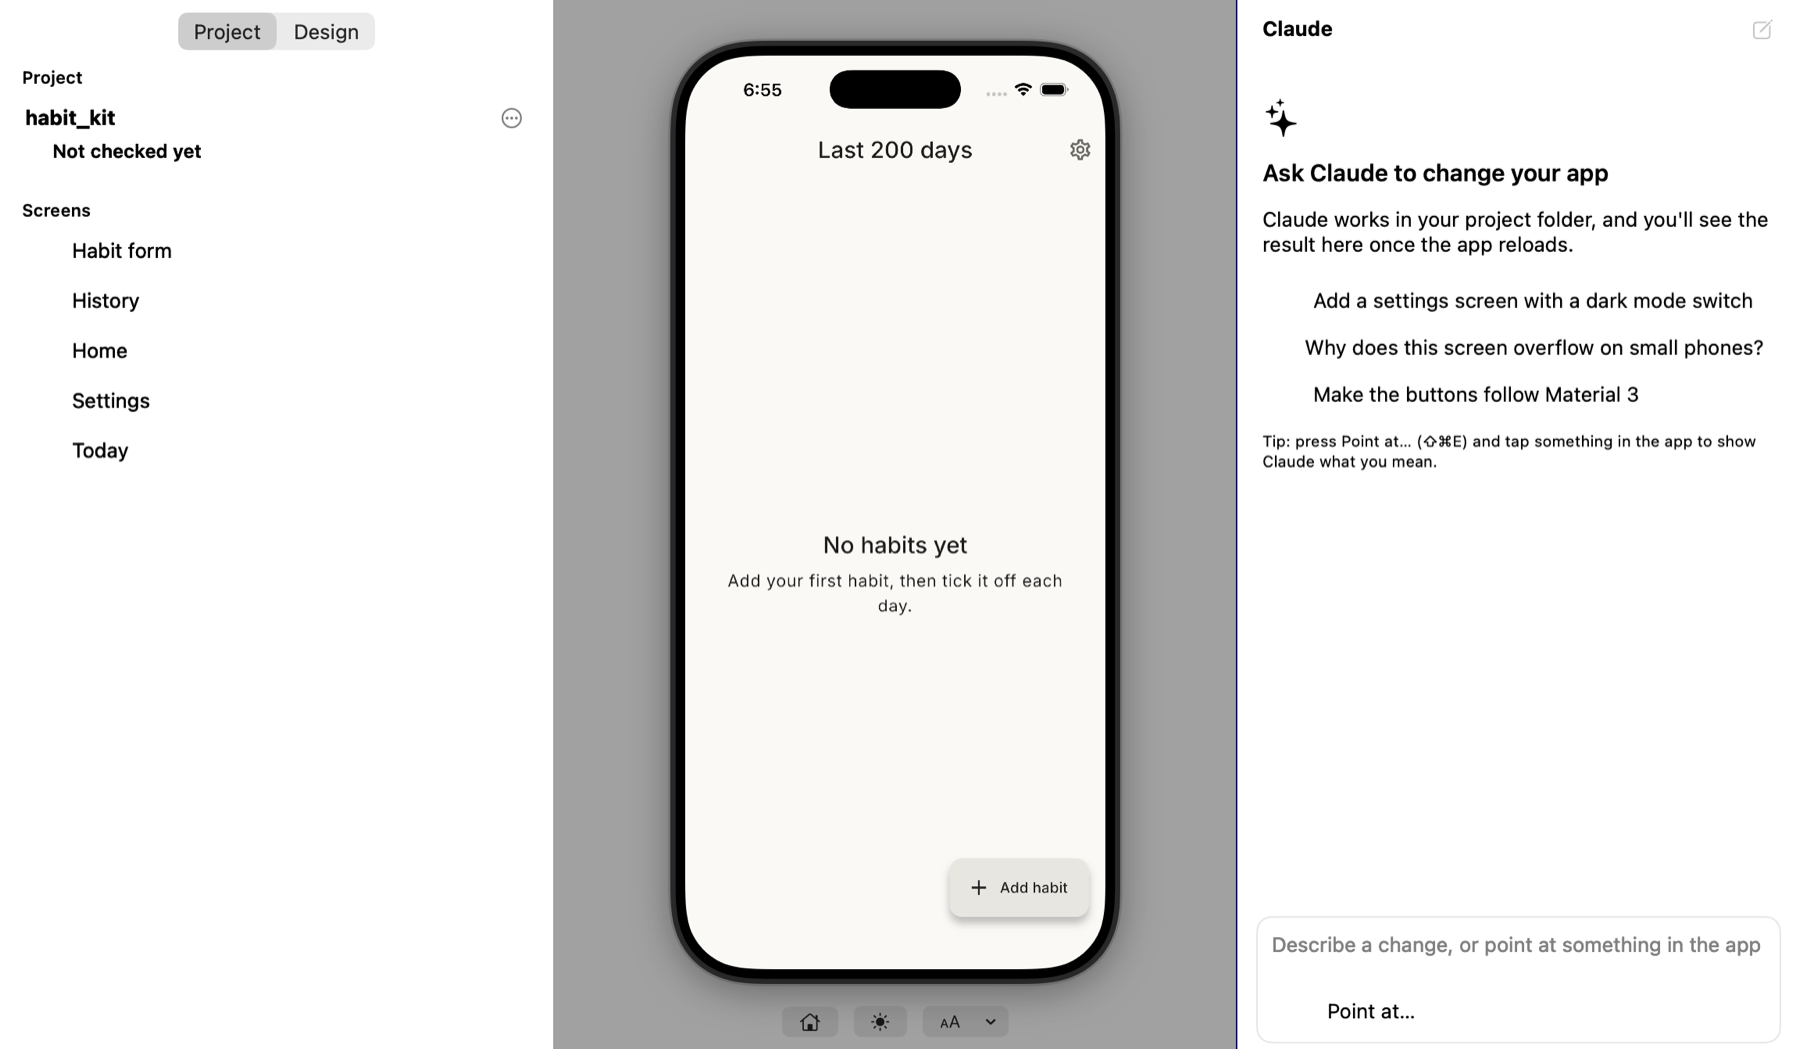 Project
Design
Project
habit_kit
Not checked yet
Screens
Habit form
History
Home
Settings
Today
6:55
Last 200 days
No habits yet
Add your first habit, then tick it off each
day.
Add habit
AA
Claude
Ask Claude to change your app
Claude works in your project folder, and you'll see the
result here once the app reloads.
Add a settings screen with a dark mode switch
Why does this screen overflow on small phones?
Make the buttons follow Material 3
Tip: press Point at... (⇧⌘E) and tap something in the app to show
Claude what you mean.
Describe a change, or point at something in the app
Point at...